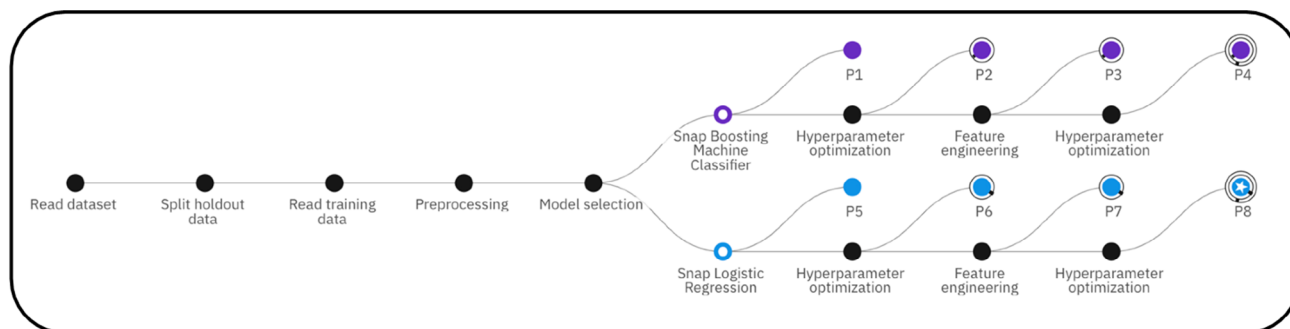 P1
P2
P3
P4
Snap Boosting
Machine
Classifier
Hyperparameter
optimization
Feature
engineering
Hyperparameter
optimization
Read dataset
Split holdout
data
Read training
data
Preprocessing
Model selection
P5
P6
P7
P8
Snap Logistic
Regression
Hyperparameter
optimization
Feature
engineering
Hyperparameter
optimization